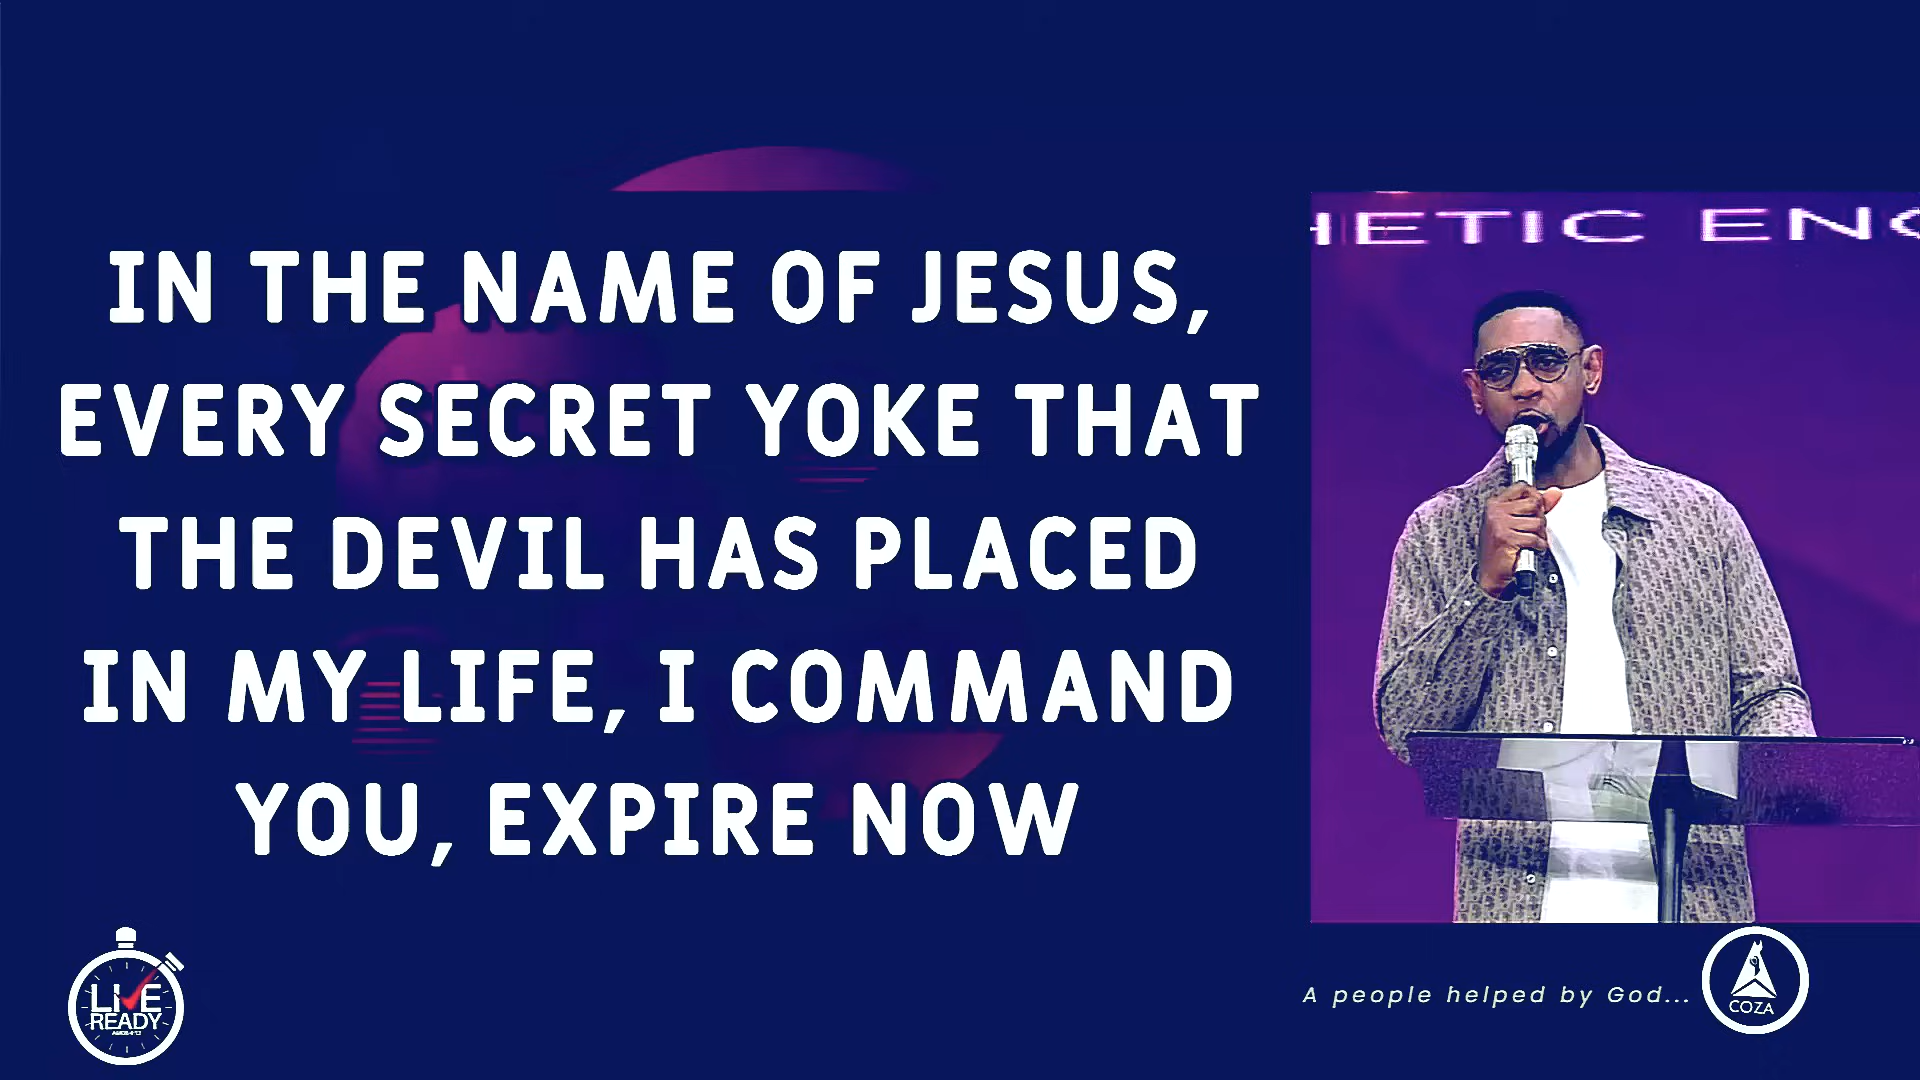 HETIC EN
IN THE NAME OF JESUS,
EVERY SECRET YOKE THAT
THE DEVIL HAS PLACED
IN MY LIFE, I COMMAND
YOU, EXPIRE NOW
LIVE
READY
A people helped by God...
COZA